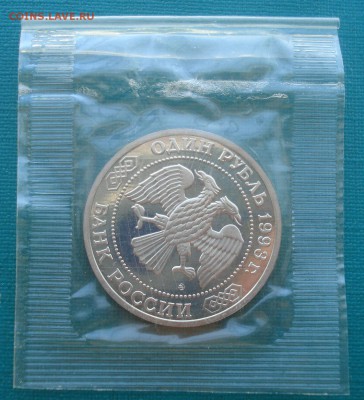 COINS.LAVE.RU
ОДИН РУБЛЬ 1993 г.
БАНК РОССИИ